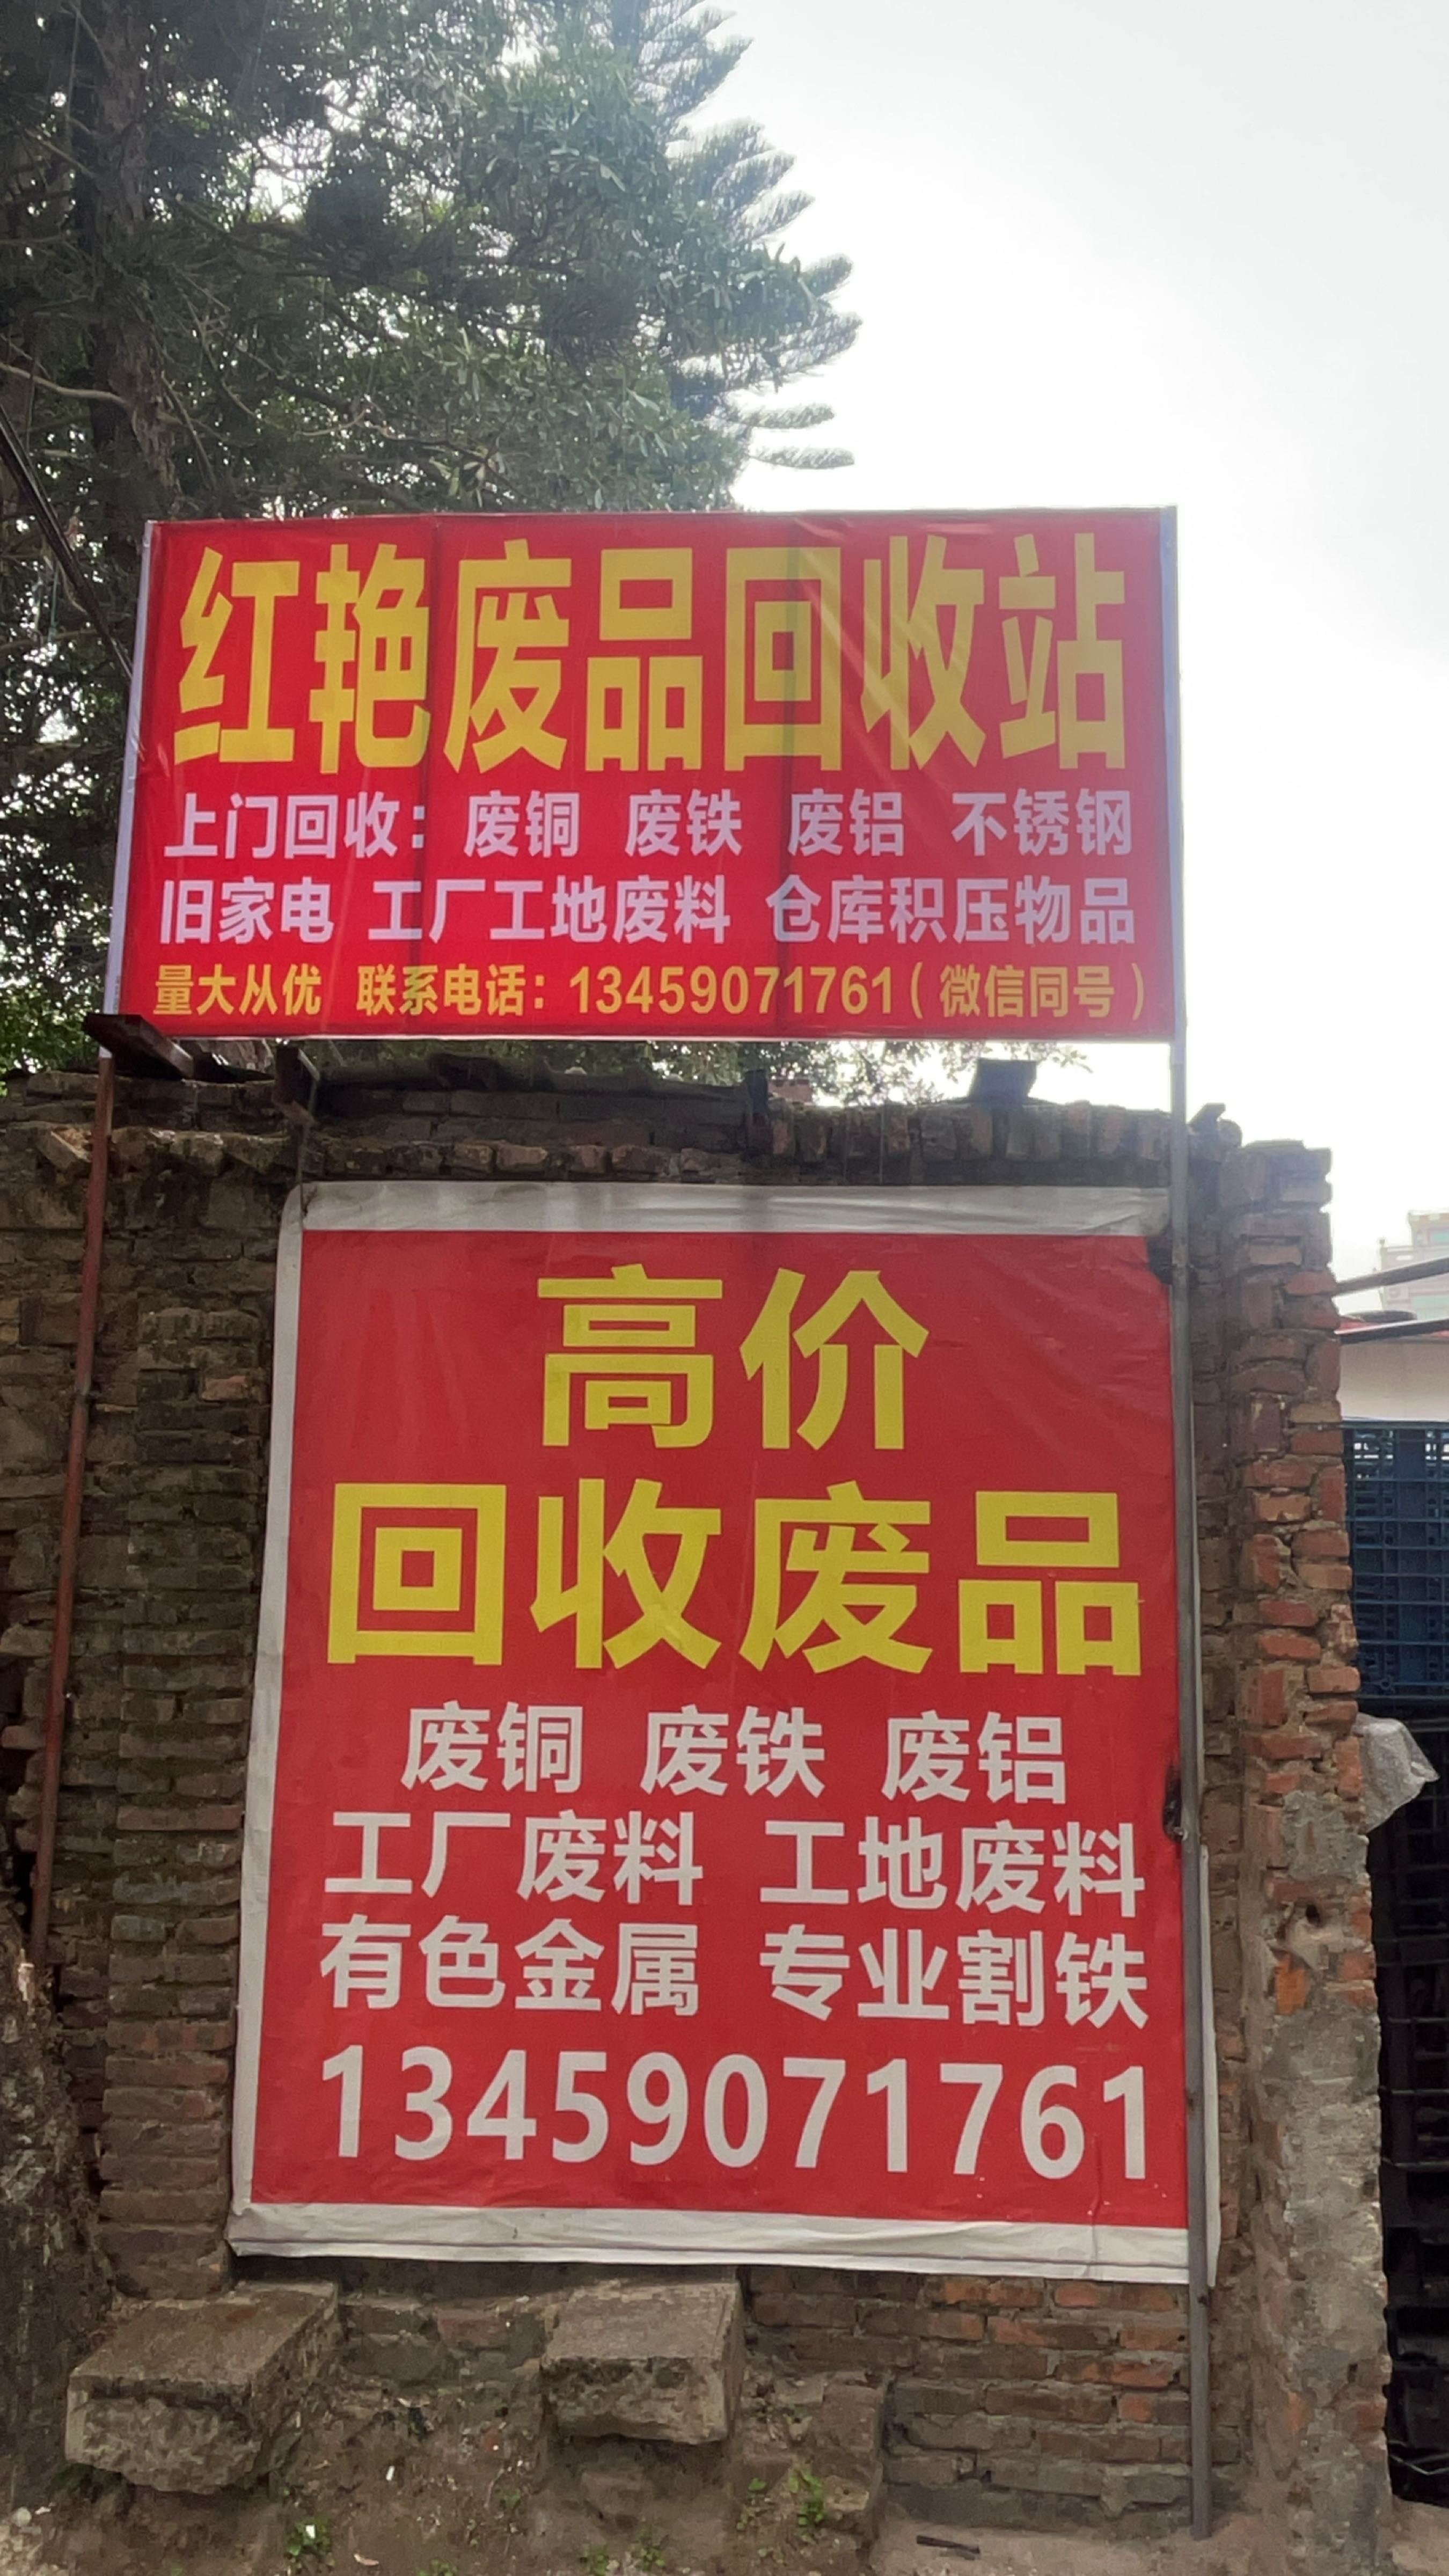 红艳废品回收站
上门回收：废铜 废铁 废铝 不锈钢
旧家电 工厂工地废料 仓库积压物品
量大从优 联系电话：13459071761（微信同号）
高价
回收废品
废铜 废铁 废铝
工厂废料 工地废料
有色金属 专业割铁
13459071761